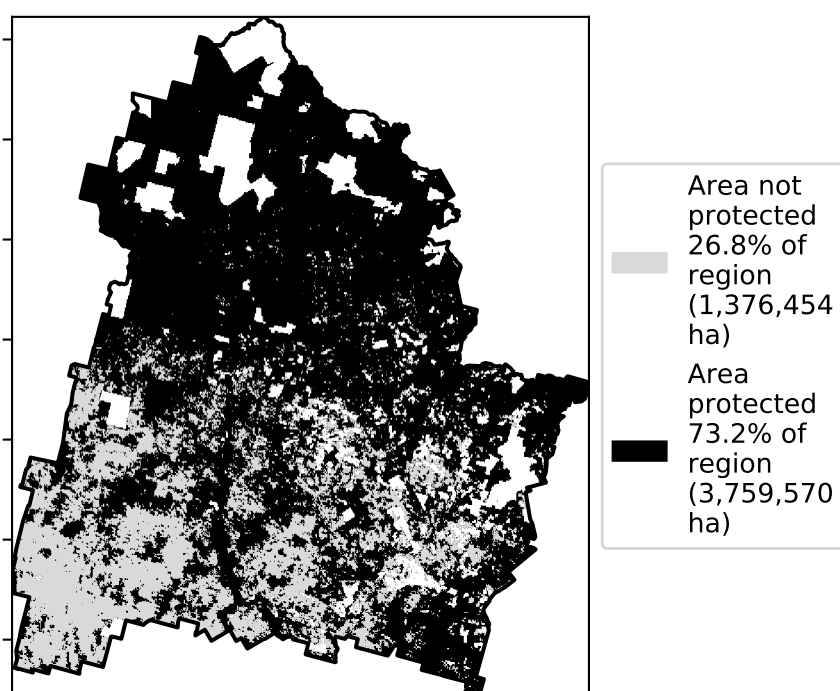 Area not
protected
26.8% of
region
(1,376,454
ha)
Area
protected
73.2% of
region
(3,759,570
ha)